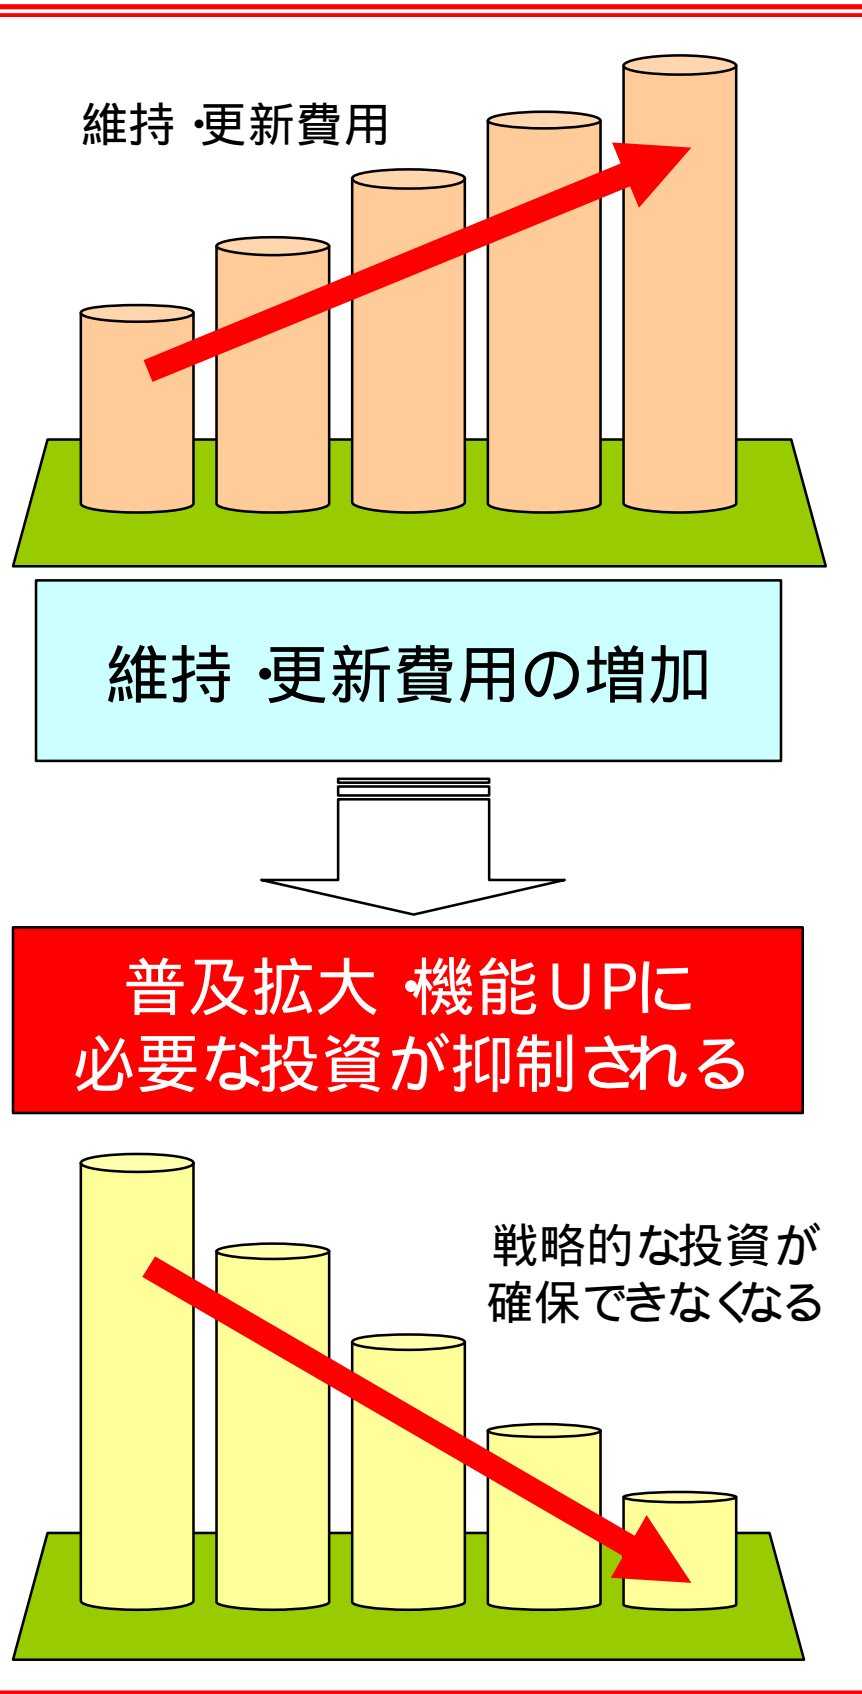 維持・更新費用
維持・更新費用の増加
普及拡大・機能UPに
必要な投資が抑制される
戦略的な投資が
確保できなくなる